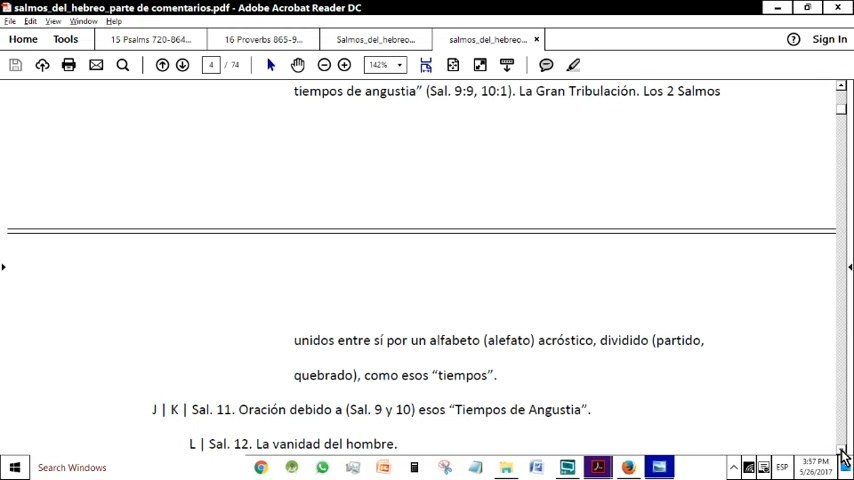 salmos_del_hebreo_parte de comentarios.pdf - Adobe Acrobat Reader DC
File Edit View Window Help
Home Tools 15 Psalms 720-864... 16 Proverbs 865-9... Salmos_del_hebreo... salmos_del_hebreo... × Sign In
4 / 74 142%
tiempos de angustia" (Sal. 9:9, 10:1). La Gran Tribulación. Los 2 Salmos
unidos entre sí por un alfabeto (alefato) acróstico, dividido (partido,
quebrado), como esos "tiempos".
J | K | Sal. 11. Oración debido a (Sal. 9 y 10) esos "Tiempos de Angustia".
L | Sal. 12. La vanidad del hombre.
Search Windows ESP 3:57 PM
5/26/2017